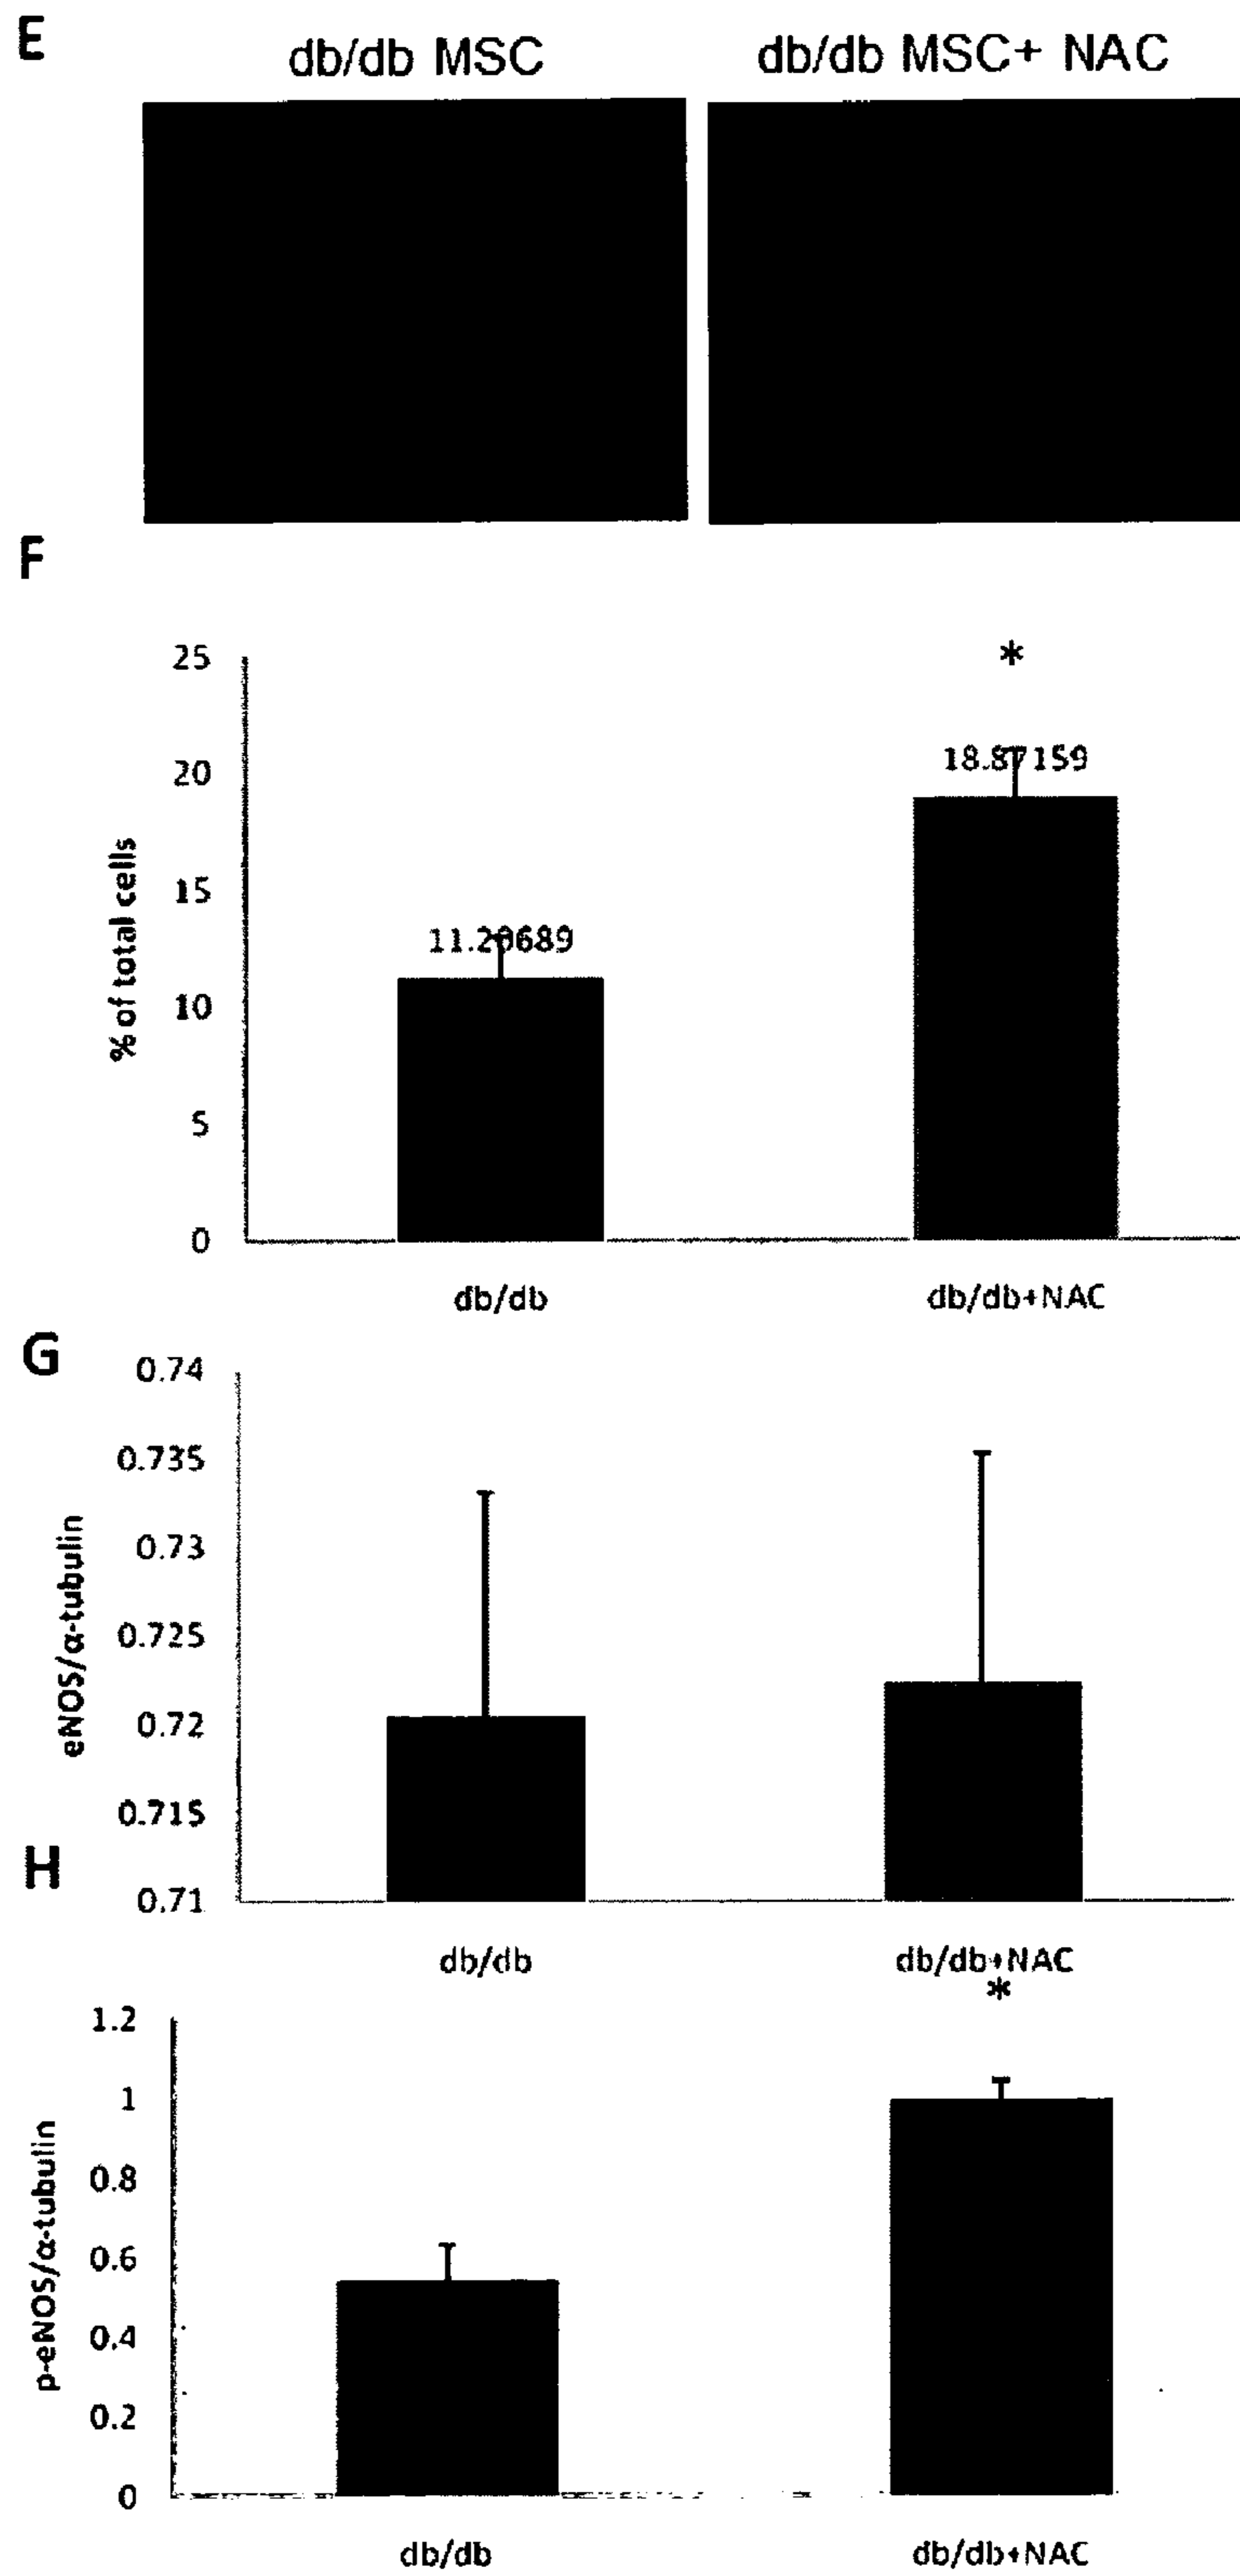 E
db/db MSC
db/db MSC+ NAC
F
25
*
20
18.87159
15
11.20689
10
5
0
% of total cells
db/db
db/db+NAC
G
0.74
0.735
0.73
0.725
0.72
0.715
0.71
eNOS/α-tubulin
db/db
db/db+NAC
H
*
1.2
1
0.8
0.6
0.4
0.2
0
p-eNOS/α-tubulin
db/db
db/db+NAC